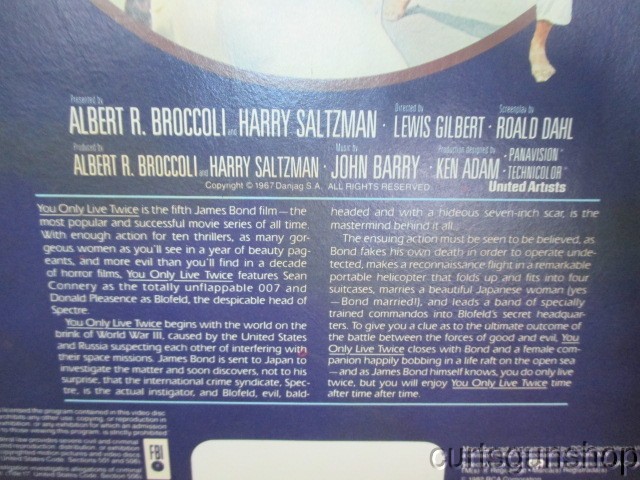 Presented by
ALBERT R. BROCCOLI and HARRY SALTZMAN · Directed by LEWIS GILBERT · Screenplay by ROALD DAHL
Produced by
ALBERT R. BROCCOLI and HARRY SALTZMAN · Music by JOHN BARRY · Production designed by KEN ADAM · PANAVISION · TECHNICOLOR
Copyright © 1967 Danjaq S.A. ALL RIGHTS RESERVED
United Artists
You Only Live Twice is the fifth James Bond film—the
most popular and successful movie series of all time.
With enough action for ten thrillers, as many gor-
geous women as you'll see in a year of beauty pag-
eants, and more evil than you'll find in a decade
of horror films, You Only Live Twice features Sean
Connery as the totally unflappable 007 and
Donald Pleasence as Blofeld, the despicable head of
Spectre.
You Only Live Twice begins with the world on the
brink of World War III, caused by the United States
and Russia suspecting each other of interfering with
their space missions. James Bond is sent to Japan to
investigate the matter and soon discovers, not to his
surprise, that the international crime syndicate, Spec-
tre, is the actual instigator, and Blofeld, evil, bald-
headed and with a hideous seven-inch scar, is the
mastermind behind it all.
The ensuing action must be seen to be believed, as
Bond fakes his own death in order to operate unde-
tected, makes a reconnaissance flight in a remarkable
portable helicopter that folds up and fits into four
suitcases, marries a beautiful Japanese woman (yes
—Bond married!), and leads a band of specially
trained commandos into Blofeld's secret headquar-
ters. To give you a clue as to the ultimate outcome of
the battle between the forces of good and evil, You
Only Live Twice closes with Bond and a female com-
panion happily bobbing in a life raft on the open sea
—and as James Bond himself knows, you do only live
twice, but you will enjoy You Only Live Twice time
after time after time.
program contained in this video disc
FBI
curtsgunshop